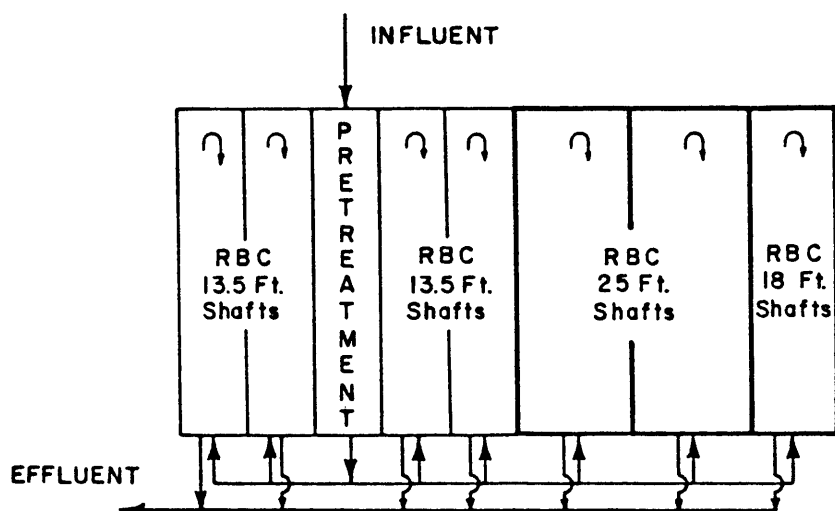 INFLUENT
PRETREATMENT
RBC
13.5 Ft.
Shafts
RBC
13.5 Ft.
Shafts
RBC
25 Ft.
Shafts
RBC
18 Ft.
Shafts
EFFLUENT